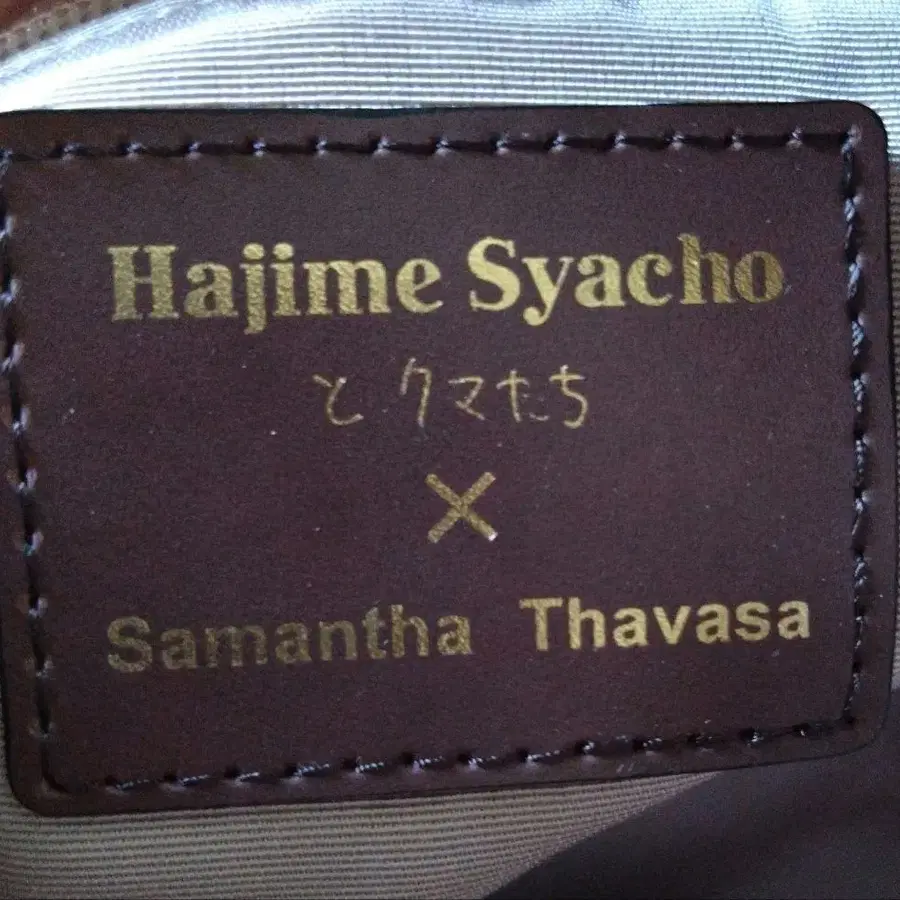 Hajime Syacho
とクマたち
×
Samantha Thavasa